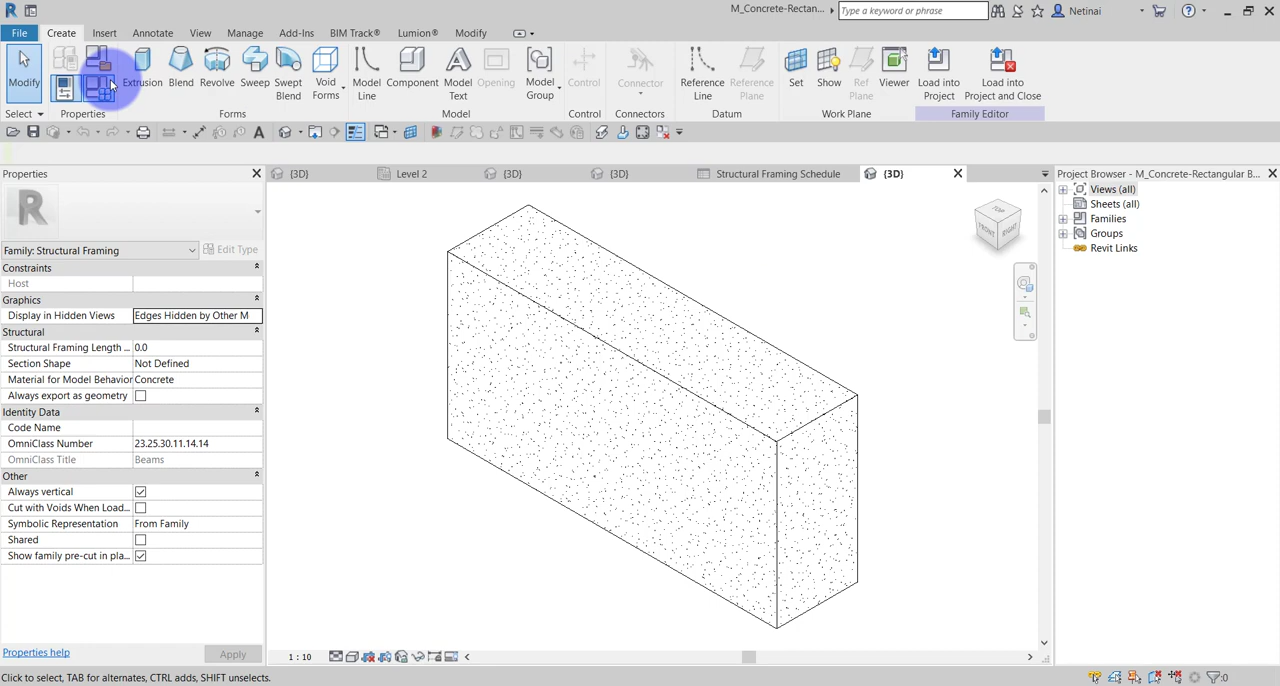 M_Concrete-Rectan...
Type a keyword or phrase
Netinai
File
Create
Insert
Annotate
View
Manage
Add-Ins
BIM Track®
Lumion®
Modify
Modify
Extrusion
Blend
Revolve
Sweep
Swept
Blend
Void
Forms
Model
Line
Component
Model
Text
Opening
Model
Group
Control
Connector
Reference
Line
Reference
Plane
Set
Show
Ref
Plane
Viewer
Load into
Project
Load into
Project and Close
Select
Properties
Forms
Model
Control
Connectors
Datum
Work Plane
Family Editor
Properties
{3D}
Level 2
{3D}
{3D}
Structural Framing Schedule
{3D}
Project Browser - M_Concrete-Rectangular B...
Views (all)
Sheets (all)
Families
Groups
Revit Links
TOP
FRONT
RIGHT
Family: Structural Framing
Edit Type
Constraints
Host
Graphics
Display in Hidden Views Edges Hidden by Other M
Structural
Structural Framing Length ... 0.0
Section Shape Not Defined
Material for Model Behavior Concrete
Always export as geometry
Identity Data
Code Name
OmniClass Number 23.25.30.11.14.14
OmniClass Title Beams
Other
Always vertical
Cut with Voids When Load...
Symbolic Representation From Family
Shared
Show family pre-cut in pla...
Properties help
Apply
1 : 10
Click to select, TAB for alternates, CTRL adds, SHIFT unselects.
:0